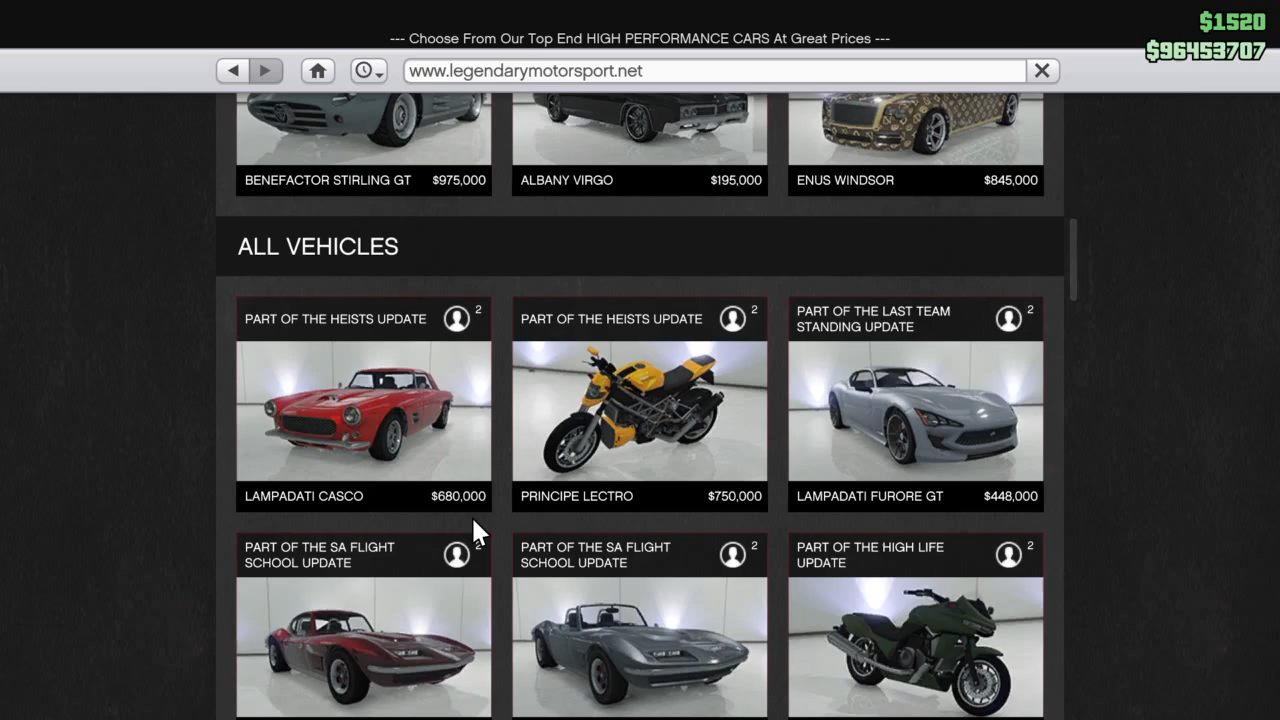 $1520
--- Choose From Our Top End HIGH PERFORMANCE CARS At Great Prices ---
$96453707
www.legendarymotorsport.net
BENEFACTOR STIRLING GT $975,000
ALBANY VIRGO $195,000
ENUS WINDSOR $845,000
ALL VEHICLES
PART OF THE HEISTS UPDATE 2
PART OF THE HEISTS UPDATE 2
PART OF THE LAST TEAM 2
STANDING UPDATE
LAMPADATI CASCO $680,000
PRINCIPE LECTRO $750,000
LAMPADATI FURORE GT $448,000
PART OF THE SA FLIGHT 2
SCHOOL UPDATE
PART OF THE SA FLIGHT 2
SCHOOL UPDATE
PART OF THE HIGH LIFE 2
UPDATE